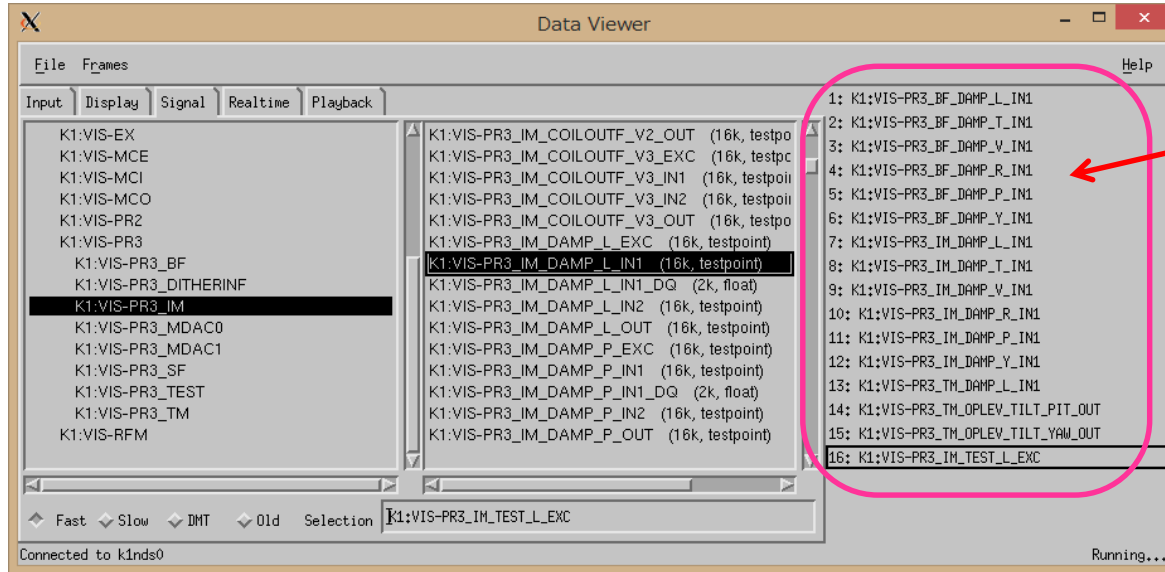 Data Viewer
File Frames Help
Input Display Signal Realtime Playback
K1:VIS-EX
K1:VIS-MCE
K1:VIS-MCI
K1:VIS-MCO
K1:VIS-PR2
K1:VIS-PR3
K1:VIS-PR3_BF
K1:VIS-PR3_DITHERINF
K1:VIS-PR3_IM
K1:VIS-PR3_MDAC0
K1:VIS-PR3_MDAC1
K1:VIS-PR3_SF
K1:VIS-PR3_TEST
K1:VIS-PR3_TM
K1:VIS-RFM
K1:VIS-PR3_IM_COILOUTF_V2_OUT (16k, testpo
K1:VIS-PR3_IM_COILOUTF_V3_EXC (16k, testpc
K1:VIS-PR3_IM_COILOUTF_V3_IN1 (16k, testpoi
K1:VIS-PR3_IM_COILOUTF_V3_IN2 (16k, testpoi
K1:VIS-PR3_IM_COILOUTF_V3_OUT (16k, testpo
K1:VIS-PR3_IM_DAMP_L_EXC (16k, testpoint)
K1:VIS-PR3_IM_DAMP_L_IN1 (16k, testpoint)
K1:VIS-PR3_IM_DAMP_L_IN1_DQ (2k, float)
K1:VIS-PR3_IM_DAMP_L_IN2 (16k, testpoint)
K1:VIS-PR3_IM_DAMP_L_OUT (16k, testpoint)
K1:VIS-PR3_IM_DAMP_P_EXC (16k, testpoint)
K1:VIS-PR3_IM_DAMP_P_IN1 (16k, testpoint)
K1:VIS-PR3_IM_DAMP_P_IN1_DQ (2k, float)
K1:VIS-PR3_IM_DAMP_P_IN2 (16k, testpoint)
K1:VIS-PR3_IM_DAMP_P_OUT (16k, testpoint)
1: K1:VIS-PR3_BF_DAMP_L_IN1
2: K1:VIS-PR3_BF_DAMP_T_IN1
3: K1:VIS-PR3_BF_DAMP_V_IN1
4: K1:VIS-PR3_BF_DAMP_R_IN1
5: K1:VIS-PR3_BF_DAMP_P_IN1
6: K1:VIS-PR3_BF_DAMP_Y_IN1
7: K1:VIS-PR3_IM_DAMP_L_IN1
8: K1:VIS-PR3_IM_DAMP_T_IN1
9: K1:VIS-PR3_IM_DAMP_V_IN1
10: K1:VIS-PR3_IM_DAMP_R_IN1
11: K1:VIS-PR3_IM_DAMP_P_IN1
12: K1:VIS-PR3_IM_DAMP_Y_IN1
13: K1:VIS-PR3_TM_DAMP_L_IN1
14: K1:VIS-PR3_TM_OPLEV_TILT_PIT_OUT
15: K1:VIS-PR3_TM_OPLEV_TILT_YAW_OUT
16: K1:VIS-PR3_IM_TEST_L_EXC
Fast Slow DMT Old Selection K1:VIS-PR3_IM_TEST_L_EXC
Connected to k1nds0 Running...